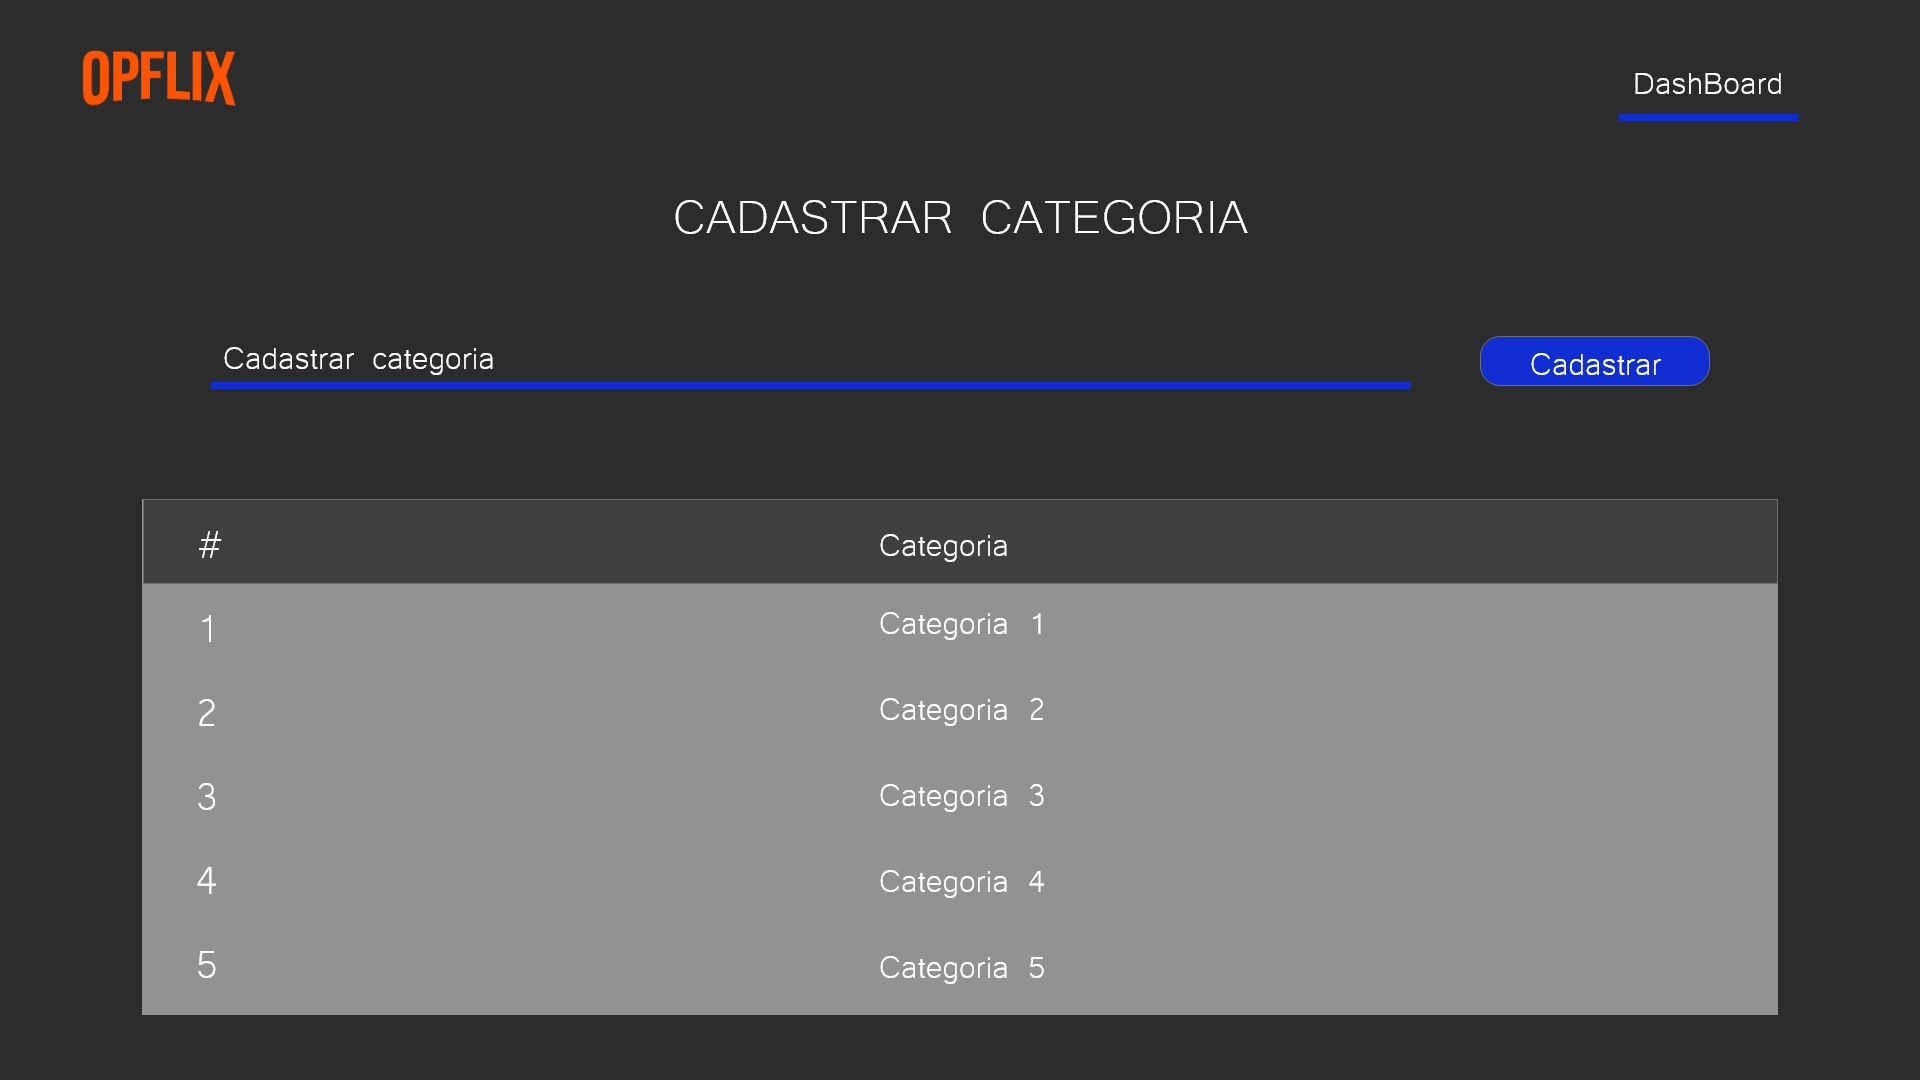 OPFLIX
DashBoard
CADASTRAR CATEGORIA
Cadastrar categoria
Cadastrar
# Categoria
1 Categoria 1
2 Categoria 2
3 Categoria 3
4 Categoria 4
5 Categoria 5